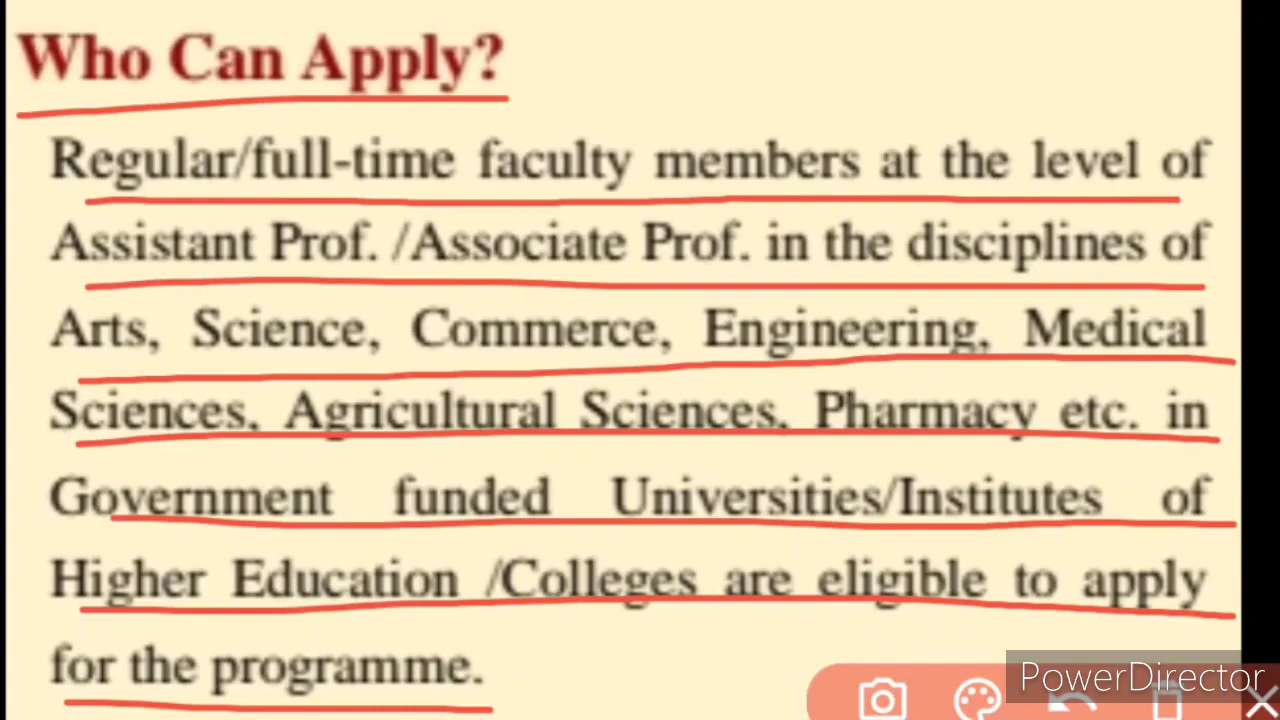 Who Can Apply?
Regular/full-time faculty members at the level of
Assistant Prof. /Associate Prof. in the disciplines of
Arts, Science, Commerce, Engineering, Medical
Sciences, Agricultural Sciences, Pharmacy etc. in
Government funded Universities/Institutes of
Higher Education /Colleges are eligible to apply
for the programme.
PowerDirector